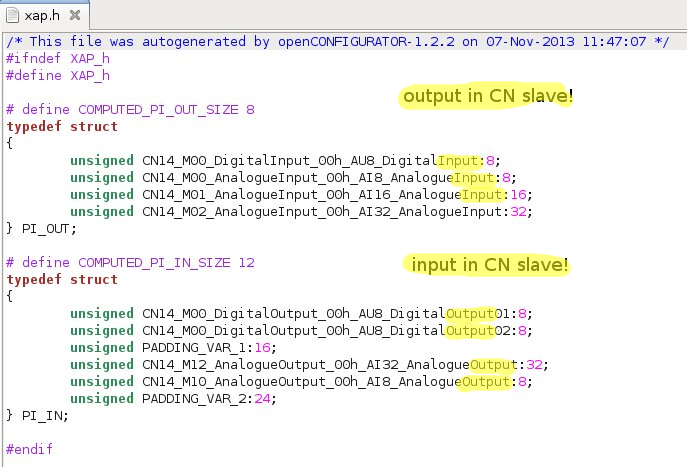 xap.h
/* This file was autogenerated by openCONFIGURATOR-1.2.2 on 07-Nov-2013 11:47:07 */
#ifndef XAP_h
#define XAP_h
output in CN slave!
# define COMPUTED_PI_OUT_SIZE 8
typedef struct
{
unsigned CN14_M00_DigitalInput_00h_AU8_DigitalInput:8;
unsigned CN14_M00_AnalogueInput_00h_AI8_AnalogueInput:8;
unsigned CN14_M01_AnalogueInput_00h_AI16_AnalogueInput:16;
unsigned CN14_M02_AnalogueInput_00h_AI32_AnalogueInput:32;
} PI_OUT;
# define COMPUTED_PI_IN_SIZE 12
input in CN slave!
typedef struct
{
unsigned CN14_M00_DigitalOutput_00h_AU8_DigitalOutput01:8;
unsigned CN14_M00_DigitalOutput_00h_AU8_DigitalOutput02:8;
unsigned PADDING_VAR_1:16;
unsigned CN14_M12_AnalogueOutput_00h_AI32_AnalogueOutput:32;
unsigned CN14_M10_AnalogueOutput_00h_AI8_AnalogueOutput:8;
unsigned PADDING_VAR_2:24;
} PI_IN;
#endif